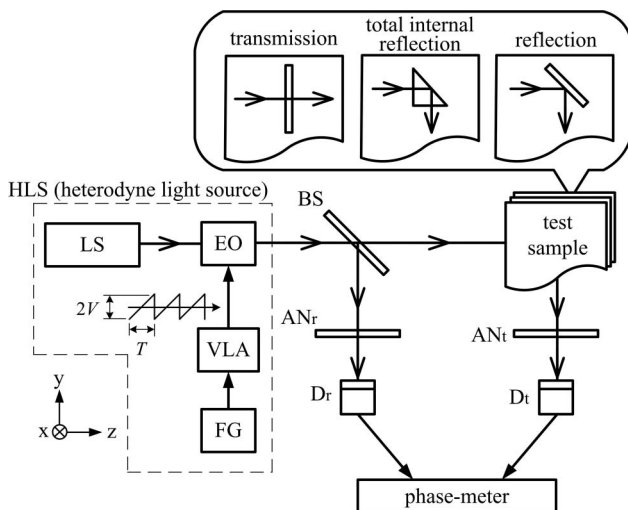 transmission
total internal
reflection
reflection
HLS (heterodyne light source)
BS
LS
EO
test
sample
2V
T
VLA
ANr
ANt
FG
Dr
Dt
y
x
z
phase-meter